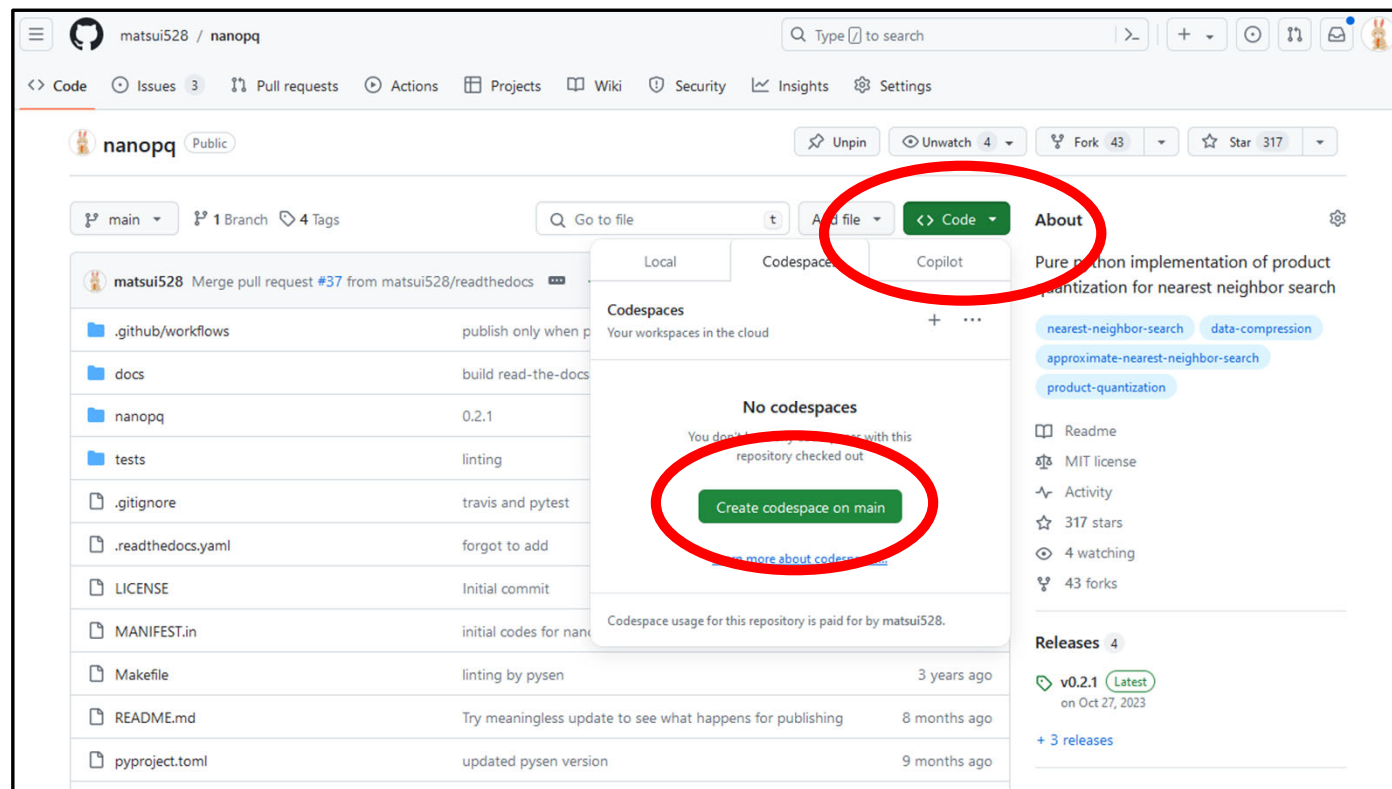 matsui528 / nanopq
Type / to search
Code Issues 3 Pull requests Actions Projects Wiki Security Insights Settings
nanopq Public
Unpin Unwatch 4 Fork 43 Star 317
main 1 Branch 4 Tags Go to file t file Code
About
Local Codespaces Copilot
Pure python implementation of product
quantization for nearest neighbor search
matsui528 Merge pull request #37 from matsui528/readthedocs
Codespaces
Your workspaces in the cloud
nearest-neighbor-search data-compression
approximate-nearest-neighbor-search
product-quantization
.github/workflows publish only when p
docs build read-the-docs
nanopq 0.2.1
tests linting
.gitignore travis and pytest
.readthedocs.yaml forgot to add
LICENSE Initial commit
MANIFEST.in initial codes for nano
Makefile linting by pysen 3 years ago
README.md Try meaningless update to see what happens for publishing 8 months ago
pyproject.toml updated pysen version 9 months ago
No codespaces
You don't with this
repository checked out
Create codespace on main
more about
Codespace usage for this repository is paid for by matsui528.
Readme
MIT license
Activity
317 stars
4 watching
43 forks
Releases 4
v0.2.1 Latest
on Oct 27, 2023
+ 3 releases